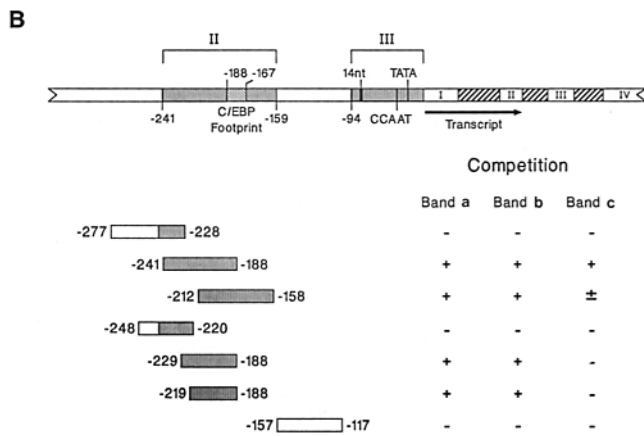 B
II III
-188 -167 14nt TATA
I II III IV
C/EBP
Footprint
-241 -159 -94 CCAAT Transcript
Competition
Band a Band b Band c
-277 -228 - - -
-241 -188 + + +
-212 -158 + + ±
-248 -220 - - -
-229 -188 + + -
-219 -188 + + -
-157 -117 - - -